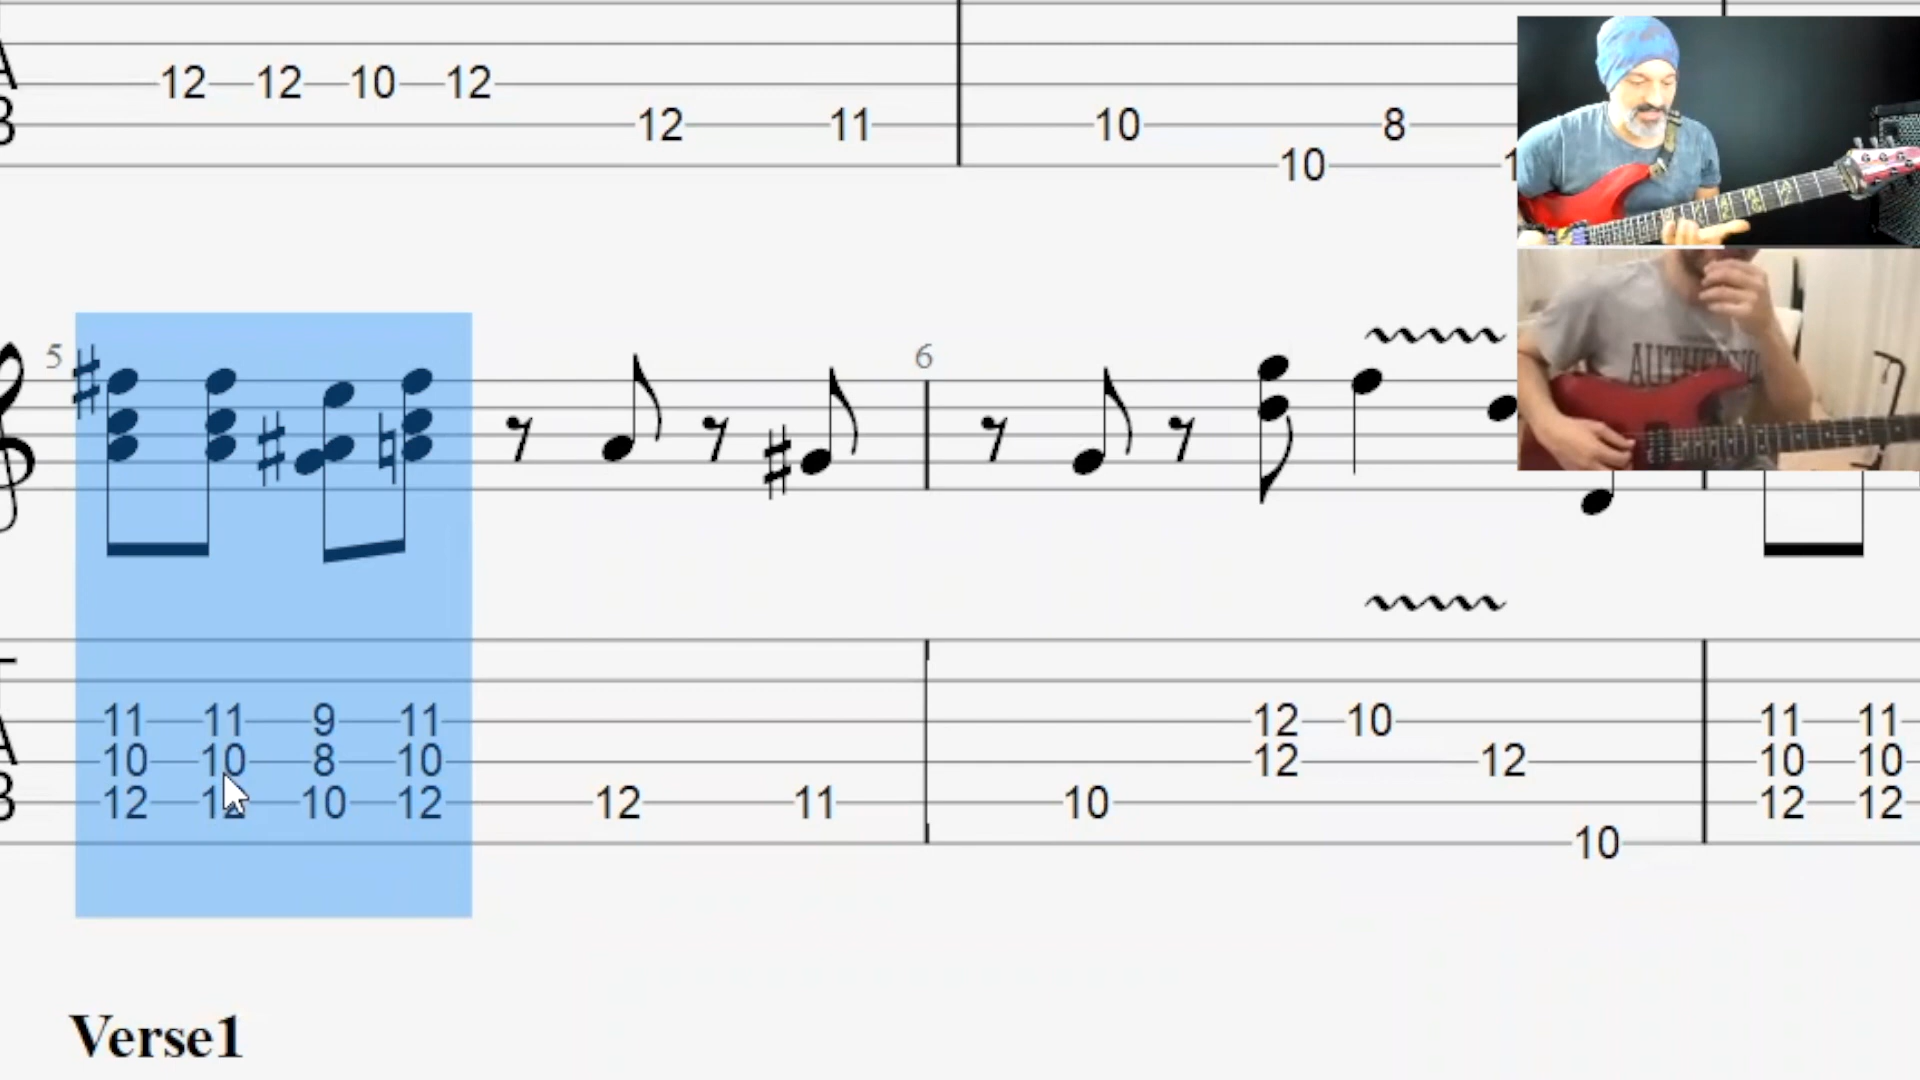 A
B
12 12 10 12
12 11 10 8
10
5 6
AUTHEN
T
A
B
11 11 9 11 12 10 11 11
10 10 8 10 12 12 10 10
12 12 10 12 12 11 10 12 12
10
Verse1